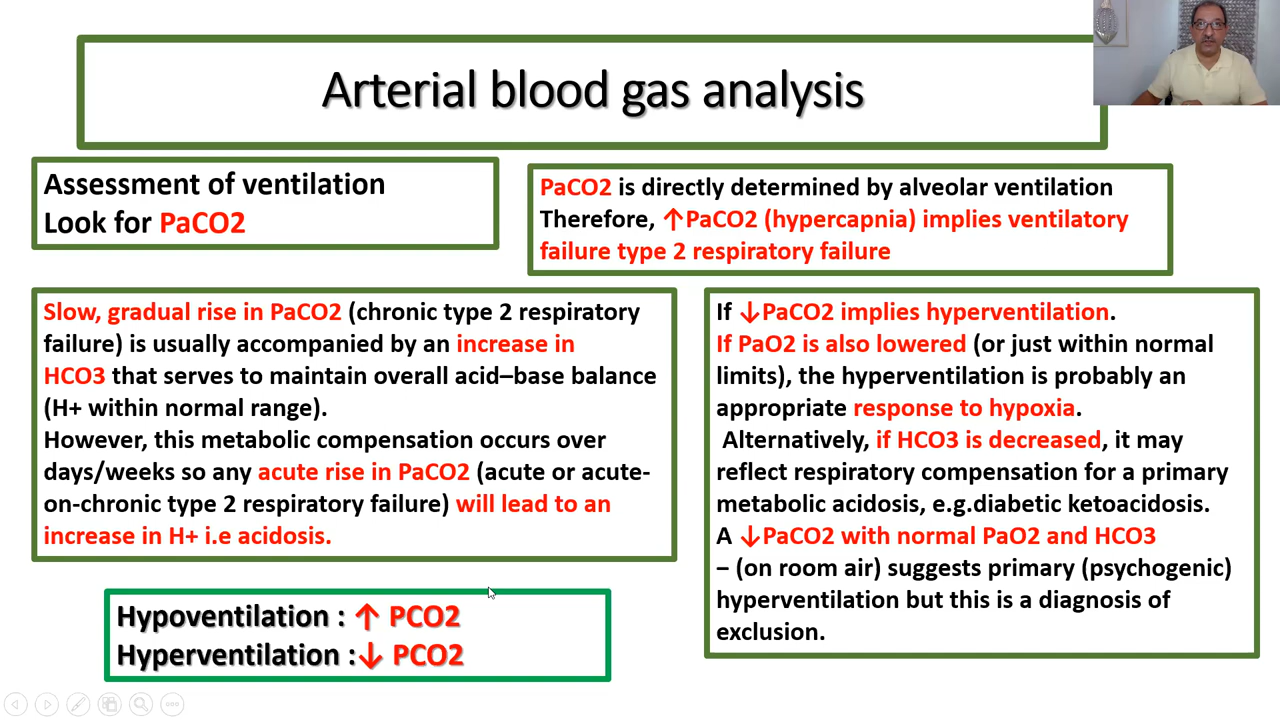 Arterial blood gas analysis
Assessment of ventilation
Look for PaCO2
PaCO2 is directly determined by alveolar ventilation
Therefore, ↑PaCO2 (hypercapnia) implies ventilatory
failure type 2 respiratory failure
Slow, gradual rise in PaCO2 (chronic type 2 respiratory
failure) is usually accompanied by an increase in
HCO3 that serves to maintain overall acid–base balance
(H+ within normal range).
However, this metabolic compensation occurs over
days/weeks so any acute rise in PaCO2 (acute or acute-
on-chronic type 2 respiratory failure) will lead to an
increase in H+ i.e acidosis.
If ↓PaCO2 implies hyperventilation.
If PaO2 is also lowered (or just within normal
limits), the hyperventilation is probably an
appropriate response to hypoxia.
Alternatively, if HCO3 is decreased, it may
reflect respiratory compensation for a primary
metabolic acidosis, e.g.diabetic ketoacidosis.
A ↓PaCO2 with normal PaO2 and HCO3
– (on room air) suggests primary (psychogenic)
hyperventilation but this is a diagnosis of
exclusion.
Hypoventilation : ↑ PCO2
Hyperventilation :↓ PCO2